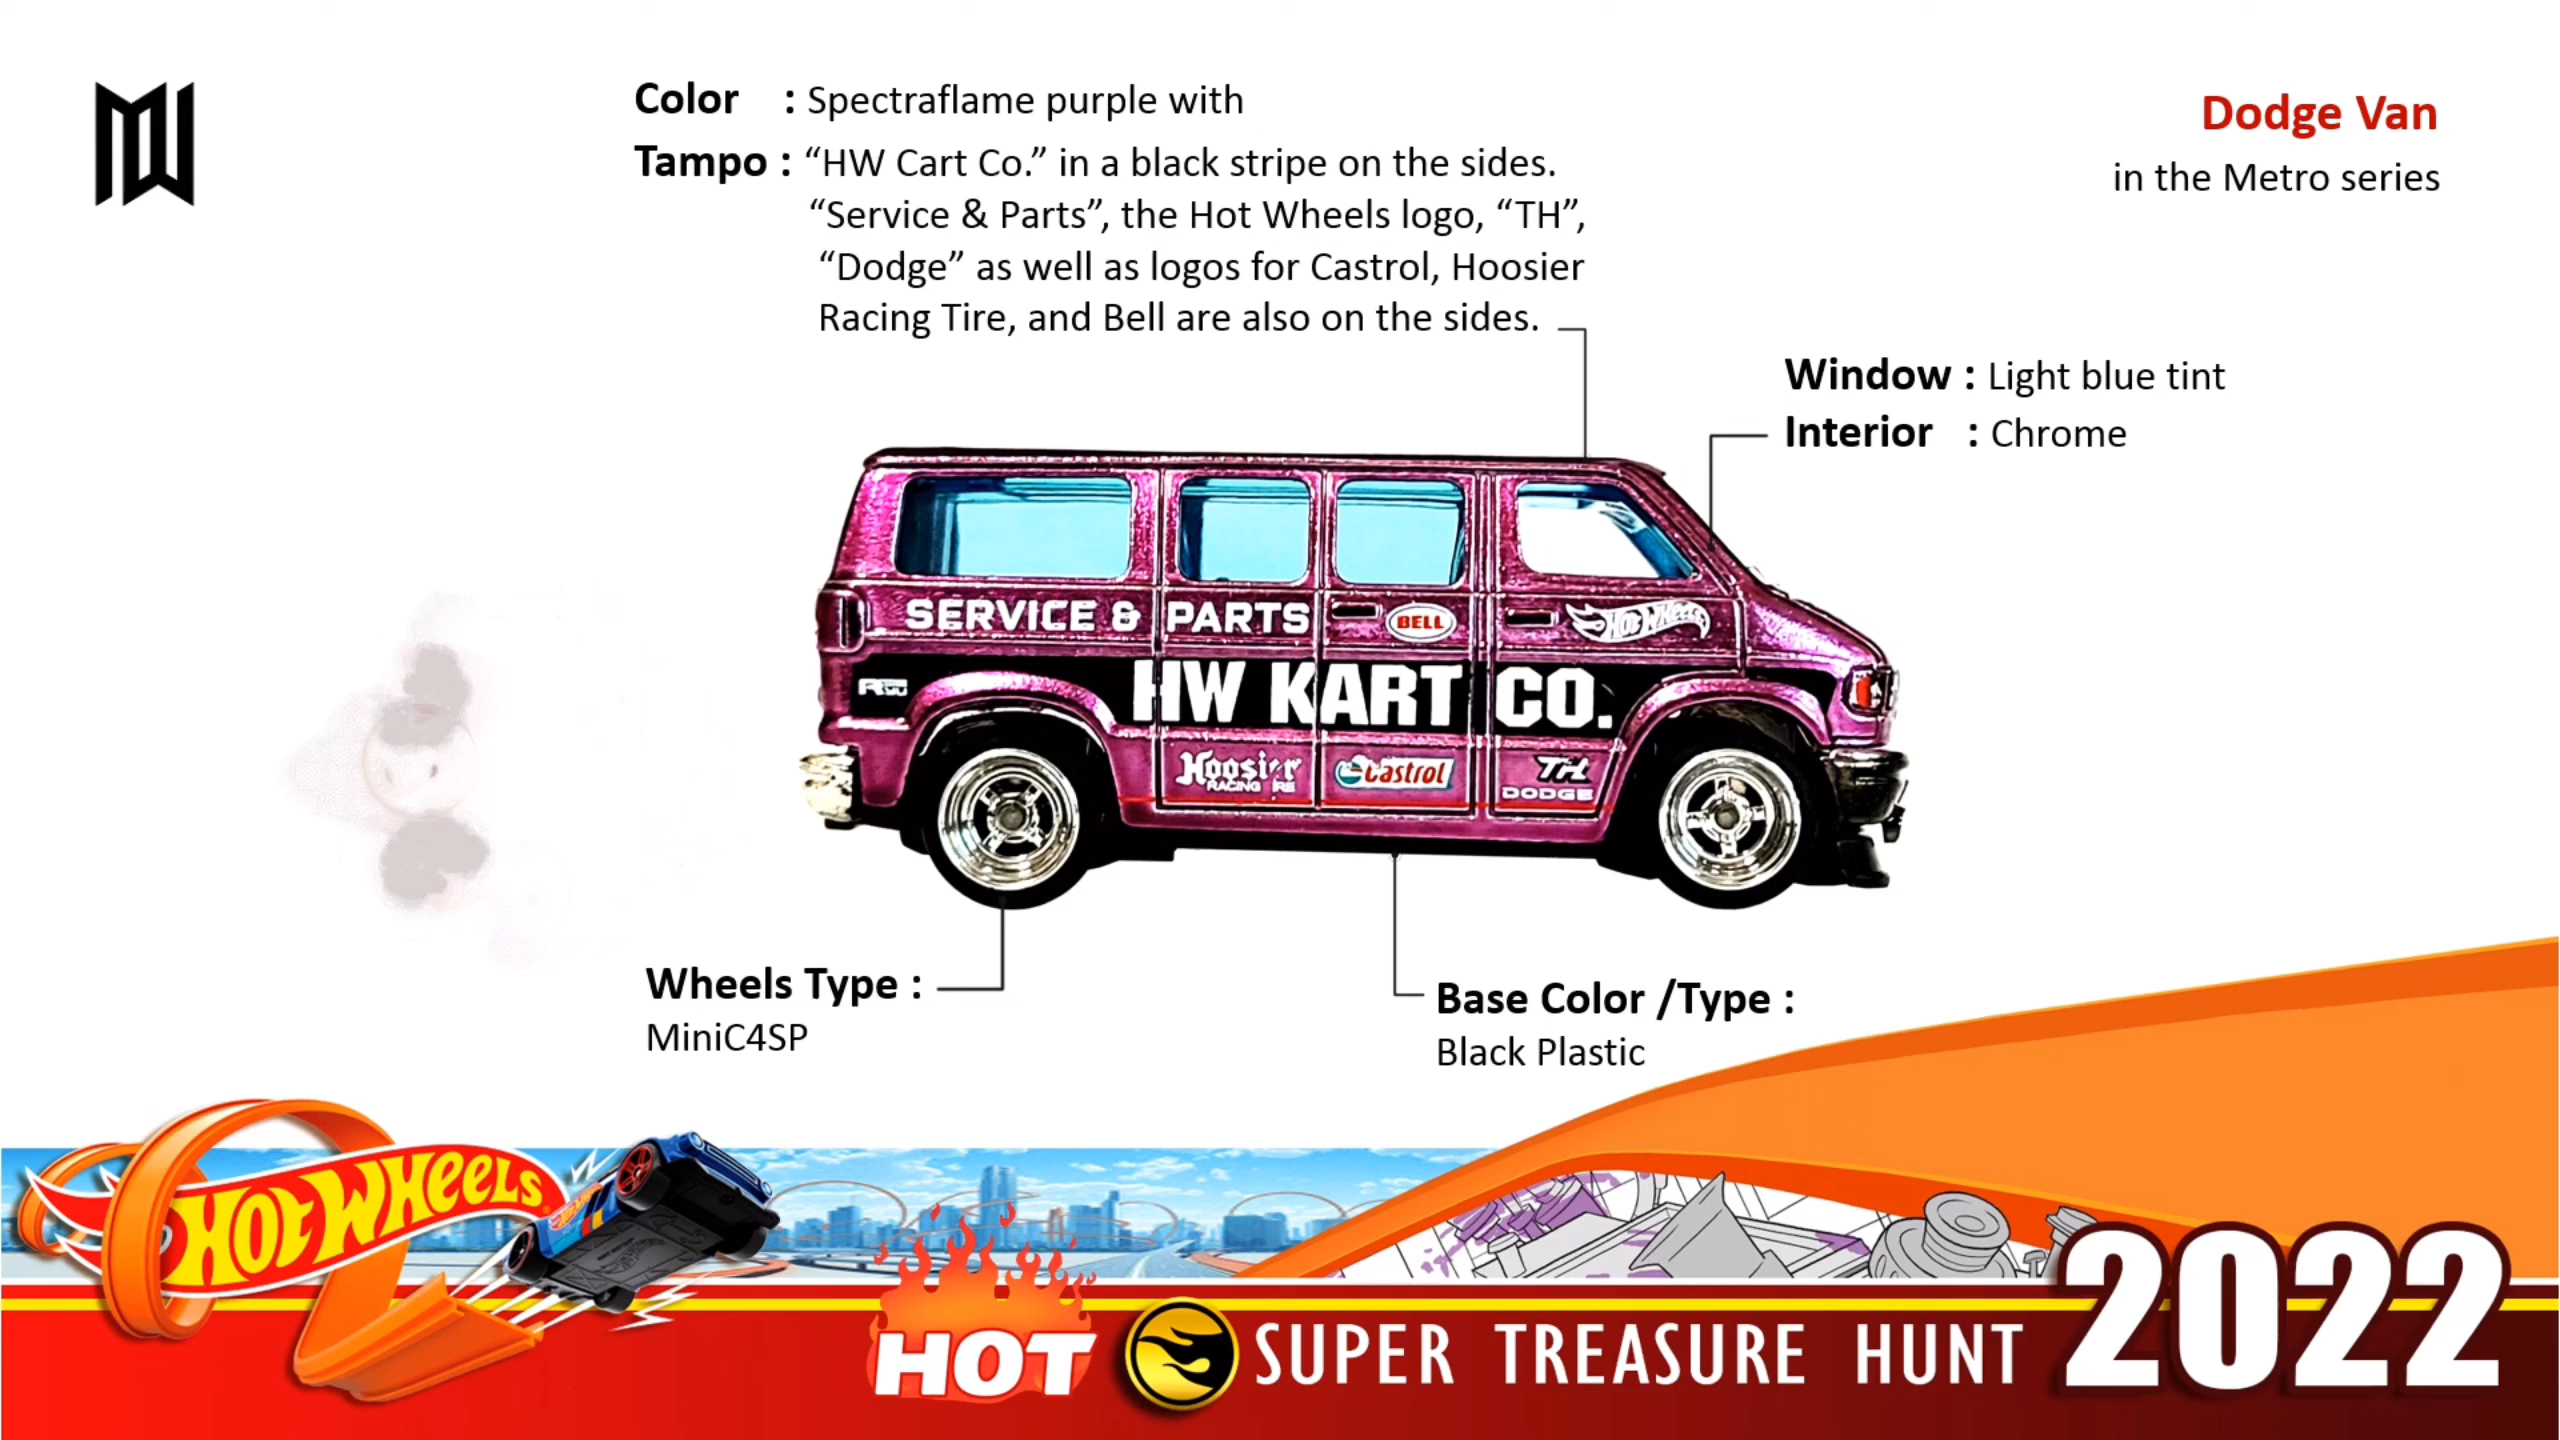 Color : Spectraflame purple with
Tampo : “HW Cart Co.” in a black stripe on the sides.
“Service & Parts”, the Hot Wheels logo, “TH”,
“Dodge” as well as logos for Castrol, Hoosier
Racing Tire, and Bell are also on the sides.
Dodge Van
in the Metro series
Window : Light blue tint
Interior : Chrome
SERVICE & PARTS
BELL
HOT WHEELS
HW KART CO.
Hoosier
RACING
Castrol
TH
DODGE
Wheels Type :
MiniC4SP
Base Color /Type :
Black Plastic
HOT WHEELS
HOT
SUPER TREASURE HUNT
2022